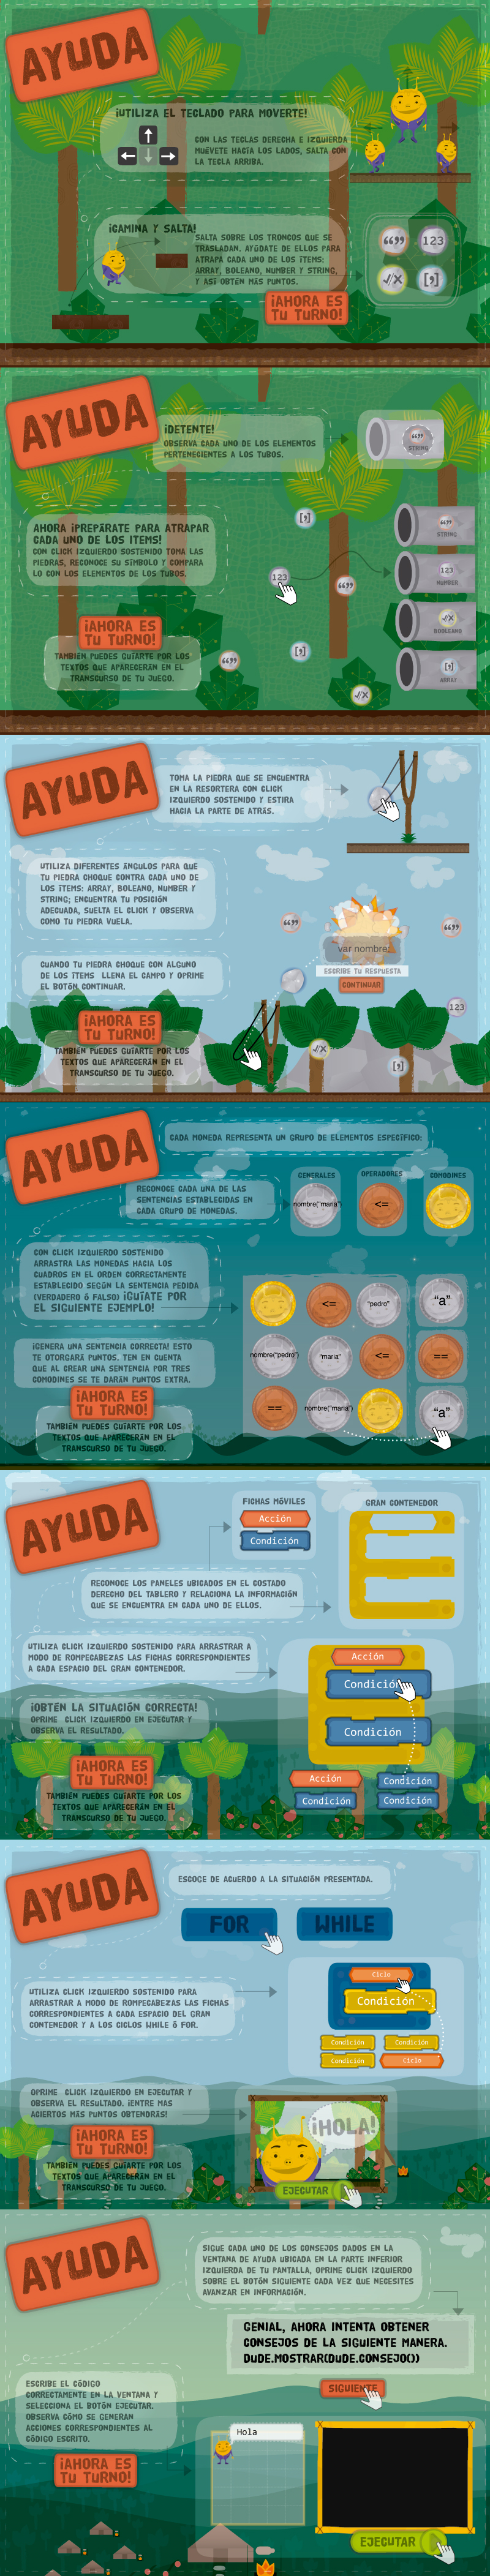 AYUDA
¡UTILIZA EL TECLADO PARA MOVERTE!
CON LAS TECLAS DERECHA E IZQUIERDA
MUÉVETE HACIA LOS LADOS, SALTA CON
LA TECLA ARRIBA.
¡CAMINA Y SALTA!
SALTA SOBRE LOS TRONCOS QUE SE
TRASLADAN. AYÚDATE DE ELLOS PARA
ATRAPA CADA UNO DE LOS ÍTEMS:
ARRAY, BOLEANO, NUMBER Y STRING,
Y ASÍ OBTÉN MÁS PUNTOS.
123
√/X
[,]
¡AHORA ES
TU TURNO!
AYUDA
¡DETENTE!
OBSERVA CADA UNO DE LOS ELEMENTOS
PERTENECIENTES A LOS TUBOS.
STRING
AHORA ¡PREPÁRATE PARA ATRAPAR
CADA UNO DE LOS ITEMS!
CON CLICK IZQUIERDO SOSTENIDO TOMA LAS
PIEDRAS, RECONOCE SU SÍMBOLO Y COMPARA
LO CON LOS ELEMENTOS DE LOS TUBOS.
[,]
123
STRING
123
NUMBER
√/X
BOOLEANO
[,]
ARRAY
¡AHORA ES
TU TURNO!
TAMBIÉN PUEDES GUÍARTE POR LOS
TEXTOS QUE APARECERÁN EN EL
TRANSCURSO DE TU JUEGO.
[,]
√/X
AYUDA
TOMA LA PIEDRA QUE SE ENCUENTRA
EN LA RESORTERA CON CLICK
IZQUIERDO SOSTENIDO Y ESTIRA
HACIA LA PARTE DE ATRÁS.
UTILIZA DIFERENTES ÁNGULOS PARA QUE
TU PIEDRA CHOQUE CONTRA CADA UNO DE
LOS ÍTEMS: ARRAY, BOLEANO, NUMBER Y
STRING; ENCUENTRA TU POSICIÓN
ADECUADA, SUELTA EL CLICK Y OBSERVA
COMO TU PIEDRA VUELA.
var nombre
ESCRIBE TU RESPUESTA
CONTINUAR
CUANDO TU PIEDRA CHOQUE CON ALGUNO
DE LOS ÍTEMS LLENA EL CAMPO Y OPRIME
EL BOTÓN CONTINUAR.
123
√/X
[,]
¡AHORA ES
TU TURNO!
TAMBIÉN PUEDES GUÍARTE POR LOS
TEXTOS QUE APARECERÁN EN EL
TRANSCURSO DE TU JUEGO.
AYUDA
CADA MONEDA REPRESENTA UN GRUPO DE ELEMENTOS ESPECÍFICO:
RECONOCE CADA UNA DE LAS
SENTENCIAS ESTABLECIDAS EN
CADA GRUPO DE MONEDAS.
GENERALES
OPERADORES
COMODINES
nombre("maria")
<=
CON CLICK IZQUIERDO SOSTENIDO
ARRASTRA LAS MONEDAS HACIA LOS
CUADROS EN EL ORDEN CORRECTAMENTE
ESTABLECIDO SEGÚN LA SENTENCIA PEDIDA
(VERDADERO Ó FALSO) ¡GUÍATE POR
EL SIGUIENTE EJEMPLO!
<=
"pedro"
"a"
nombre("pedro")
"maria"
<=
==
==
nombre("maria")
"a"
¡GENERA UNA SENTENCIA CORRECTA! ESTO
TE OTORGARÁ PUNTOS. TEN EN CUENTA
QUE AL CREAR UNA SENTENCIA POR TRES
COMODINES SE TE DARÁN PUNTOS EXTRA.
¡AHORA ES
TU TURNO!
TAMBIÉN PUEDES GUÍARTE POR LOS
TEXTOS QUE APARECERÁN EN EL
TRANSCURSO DE TU JUEGO.
AYUDA
FICHAS MÓVILES
Acción
Condición
GRAN CONTENEDOR
RECONOCE LOS PANELES UBICADOS EN EL COSTADO
DERECHO DEL TABLERO Y RELACIONA LA INFORMACIÓN
QUE SE ENCUENTRA EN CADA UNO DE ELLOS.
UTILIZA CLICK IZQUIERDO SOSTENIDO PARA ARRASTRAR A
MODO DE ROMPECABEZAS LAS FICHAS CORRESPONDIENTES
A CADA ESPACIO DEL GRAN CONTENEDOR.
Acción
Condición
Condición
Acción
Condición
Condición
Condición
¡OBTÉN LA SITUACIÓN CORRECTA!
OPRIME CLICK IZQUIERDO EN EJECUTAR Y
OBSERVA EL RESULTADO.
¡AHORA ES
TU TURNO!
TAMBIÉN PUEDES GUÍARTE POR LOS
TEXTOS QUE APARECERÁN EN EL
TRANSCURSO DE TU JUEGO.
AYUDA
ESCOGE DE ACUERDO A LA SITUACIÓN PRESENTADA.
FOR
WHILE
UTILIZA CLICK IZQUIERDO SOSTENIDO PARA
ARRASTRAR A MODO DE ROMPECABEZAS LAS FICHAS
CORRESPONDIENTES A CADA ESPACIO DEL GRAN
CONTENEDOR Y A LOS CICLOS WHILE Ó FOR.
Ciclo
Condición
Condición
Condición
Condición
Ciclo
OPRIME CLICK IZQUIERDO EN EJECUTAR Y
OBSERVA EL RESULTADO. ¡ENTRE MAS
ACIERTOS MÁS PUNTOS OBTENDRÁS!
¡HOLA!
EJECUTAR
¡AHORA ES
TU TURNO!
TAMBIÉN PUEDES GUÍARTE POR LOS
TEXTOS QUE APARECERÁN EN EL
TRANSCURSO DE TU JUEGO.
AYUDA
SIGUE CADA UNO DE LOS CONSEJOS DADOS EN LA
VENTANA DE AYUDA UBICADA EN LA PARTE INFERIOR
IZQUIERDA DE TU PANTALLA, OPRIME CLICK IZQUIERDO
SOBRE EL BOTÓN SIGUIENTE CADA VEZ QUE NECESITES
AVANZAR EN INFORMACIÓN.
GENIAL, AHORA INTENTA OBTENER
CONSEJOS DE LA SIGUIENTE MANERA.
DUDE.MOSTRAR(DUDE.CONSEJO())
SIGUIENTE
ESCRIBE EL CÓDIGO
CORRECTAMENTE EN LA VENTANA Y
SELECCIONA EL BOTÓN EJECUTAR.
OBSERVA CÓMO SE GENERAN
ACCIONES CORRESPONDIENTES AL
CÓDIGO ESCRITO.
¡AHORA ES
TU TURNO!
Hola
EJECUTAR